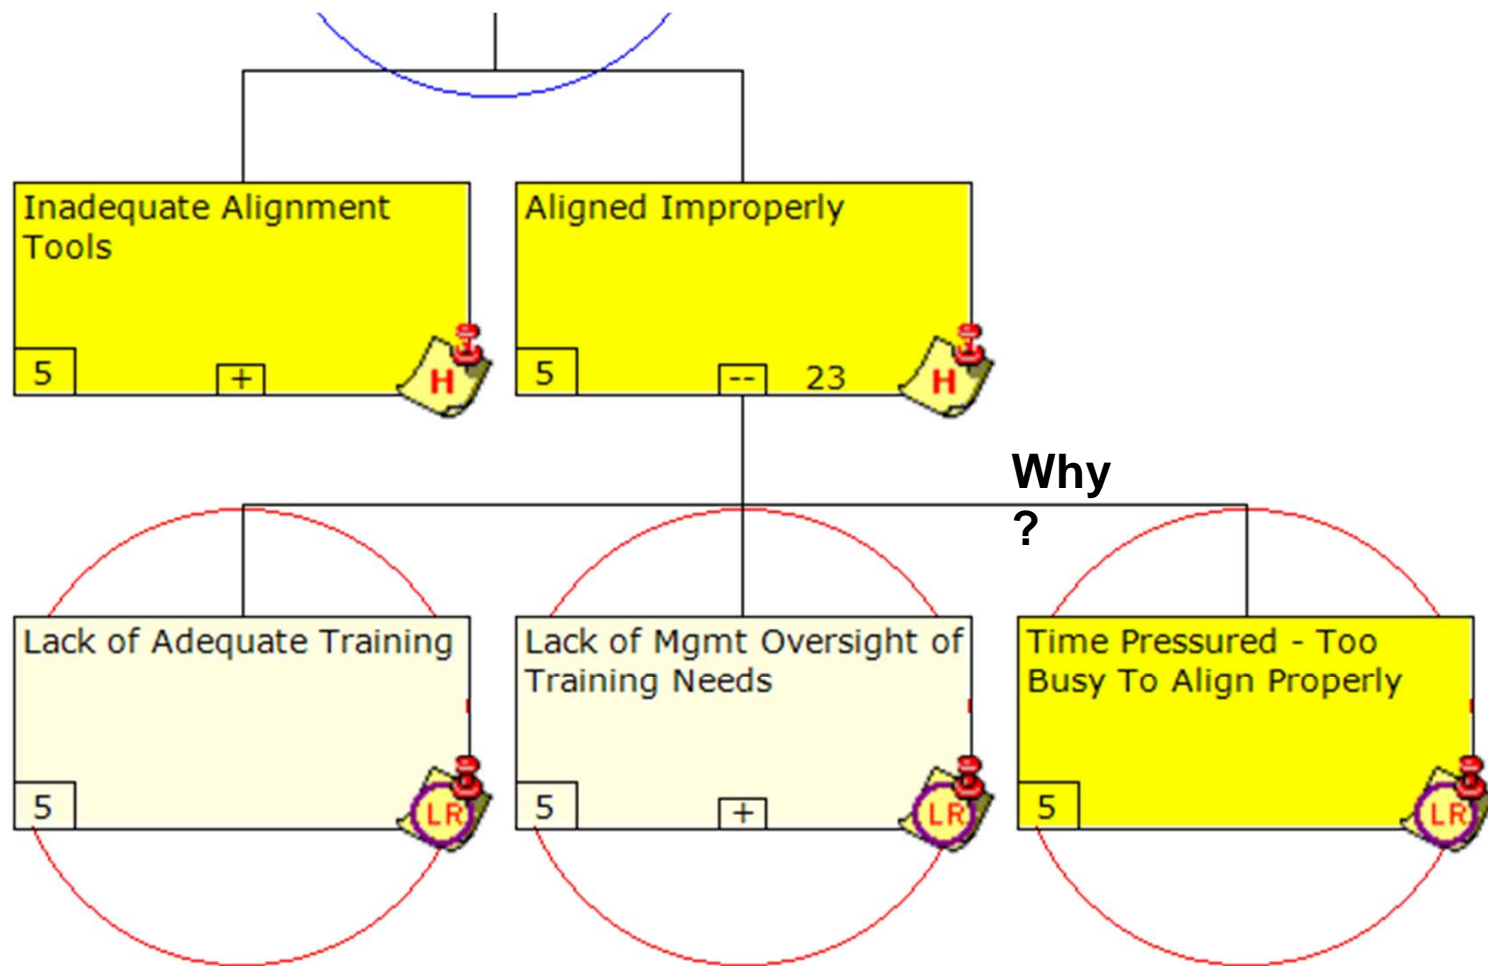 Inadequate Alignment
Tools
5
+
H
Aligned Improperly
5
--
23
H
Why
?
Lack of Adequate Training
5
LR
Lack of Mgmt Oversight of
Training Needs
5
+
LR
Time Pressured - Too
Busy To Align Properly
5
LR